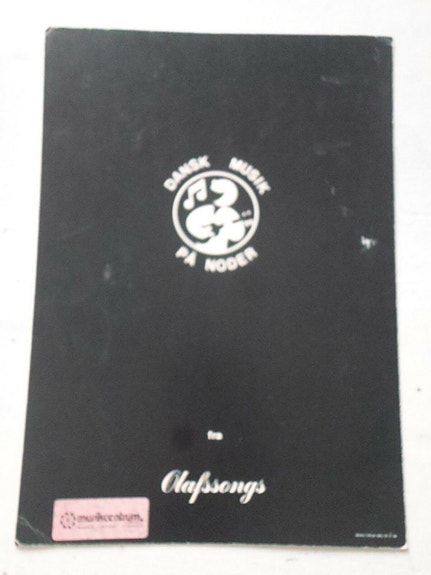 DANSK MUSIK
PÅ NODER
fra
Olafssongs
musikcentrum